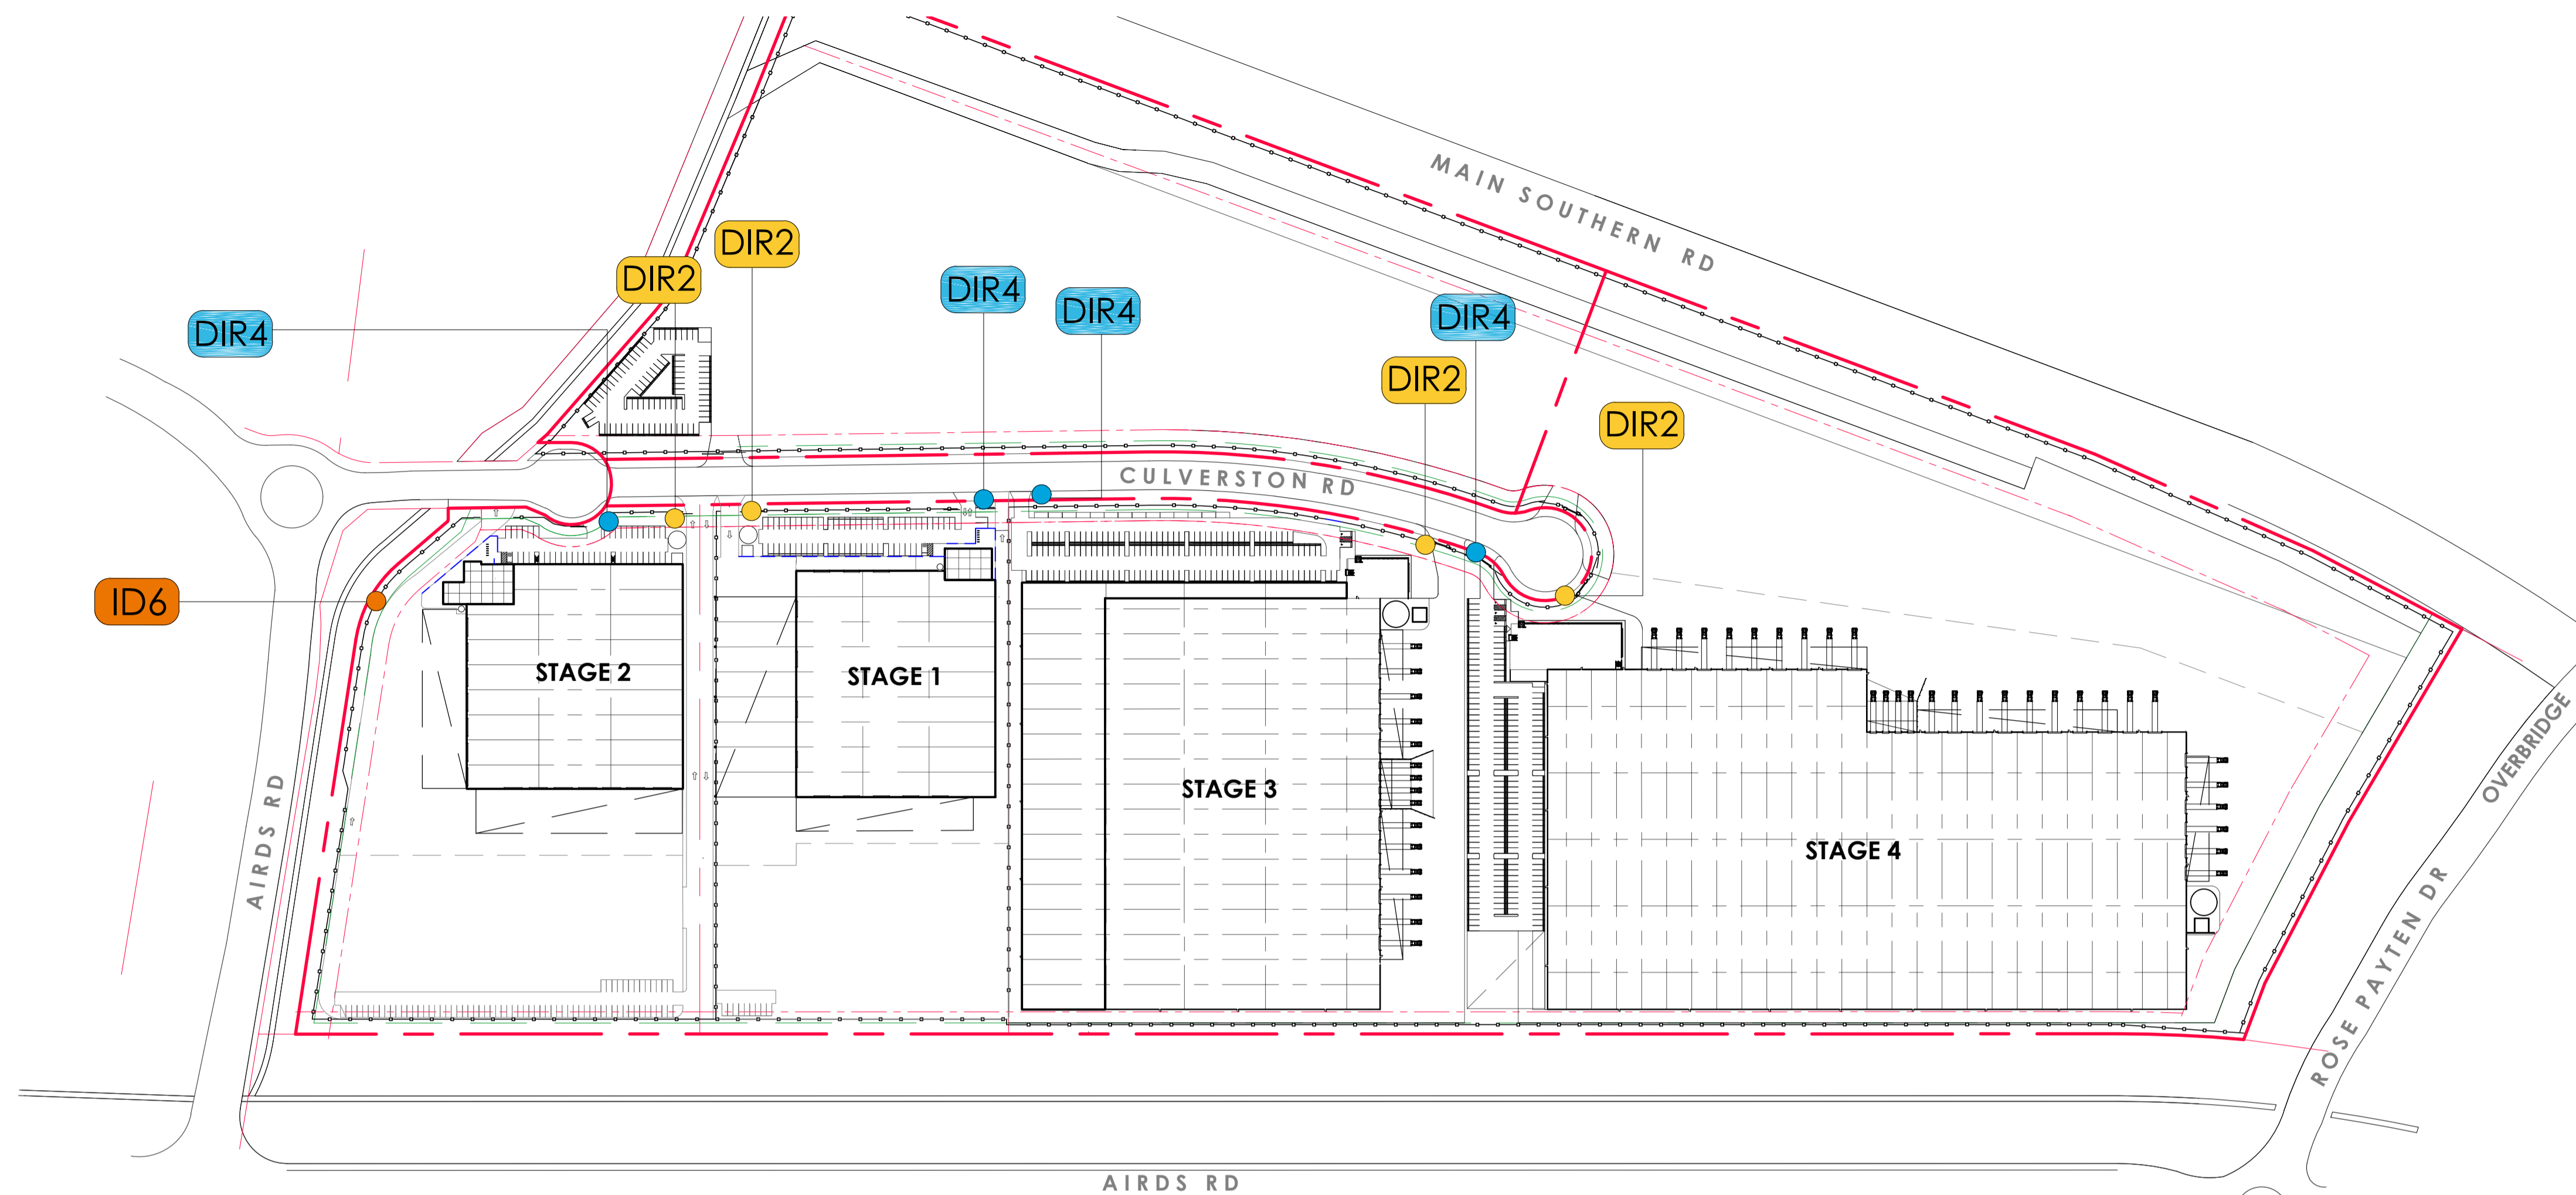 MAIN SOUTHERN RD
DIR2
DIR2
DIR4
DIR4
DIR4
DIR4
DIR2
DIR2
CULVERSTON RD
ID6
STAGE 2
STAGE 1
STAGE 3
STAGE 4
AIRDS RD
OVERBRIDGE
ROSE PAYTEN DR
AIRDS RD